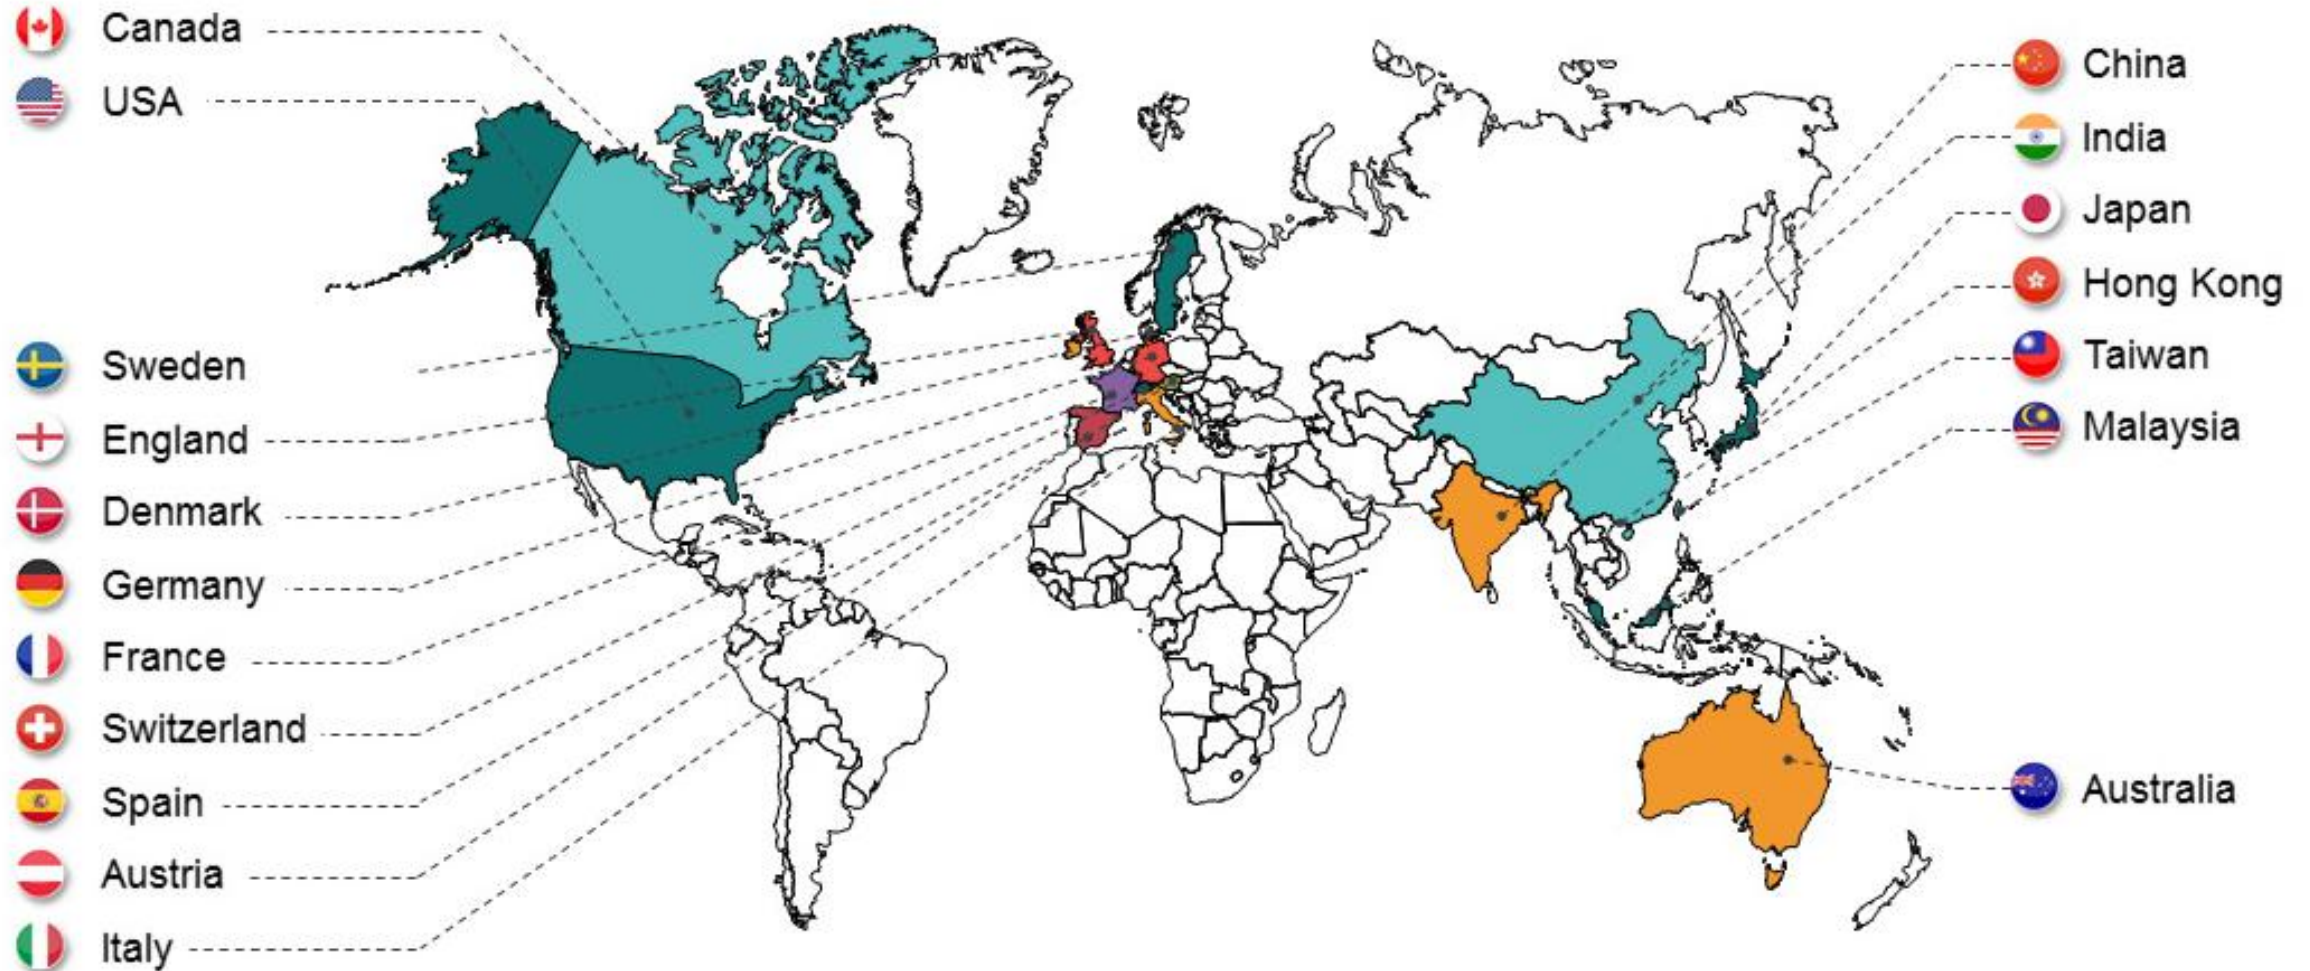 Canada
USA
Sweden
England
Denmark
Germany
France
Switzerland
Spain
Austria
Italy
China
India
Japan
Hong Kong
Taiwan
Malaysia
Australia